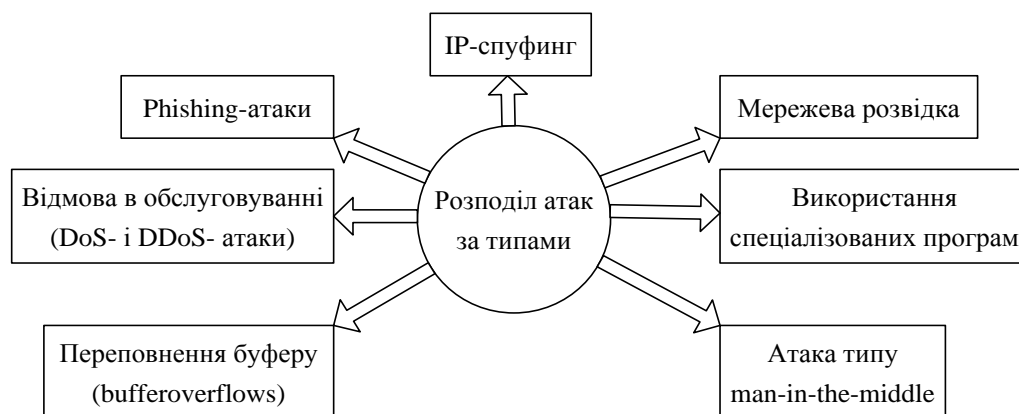 IP-спуфинг
Phishing-атаки
Мережева розвідка
Відмова в обслуговуванні
(DoS- і DDoS- атаки)
Розподіл атак
за типами
Використання
спеціалізованих програм
Переповнення буферу
(bufferoverflows)
Атака типу
man-in-the-middle